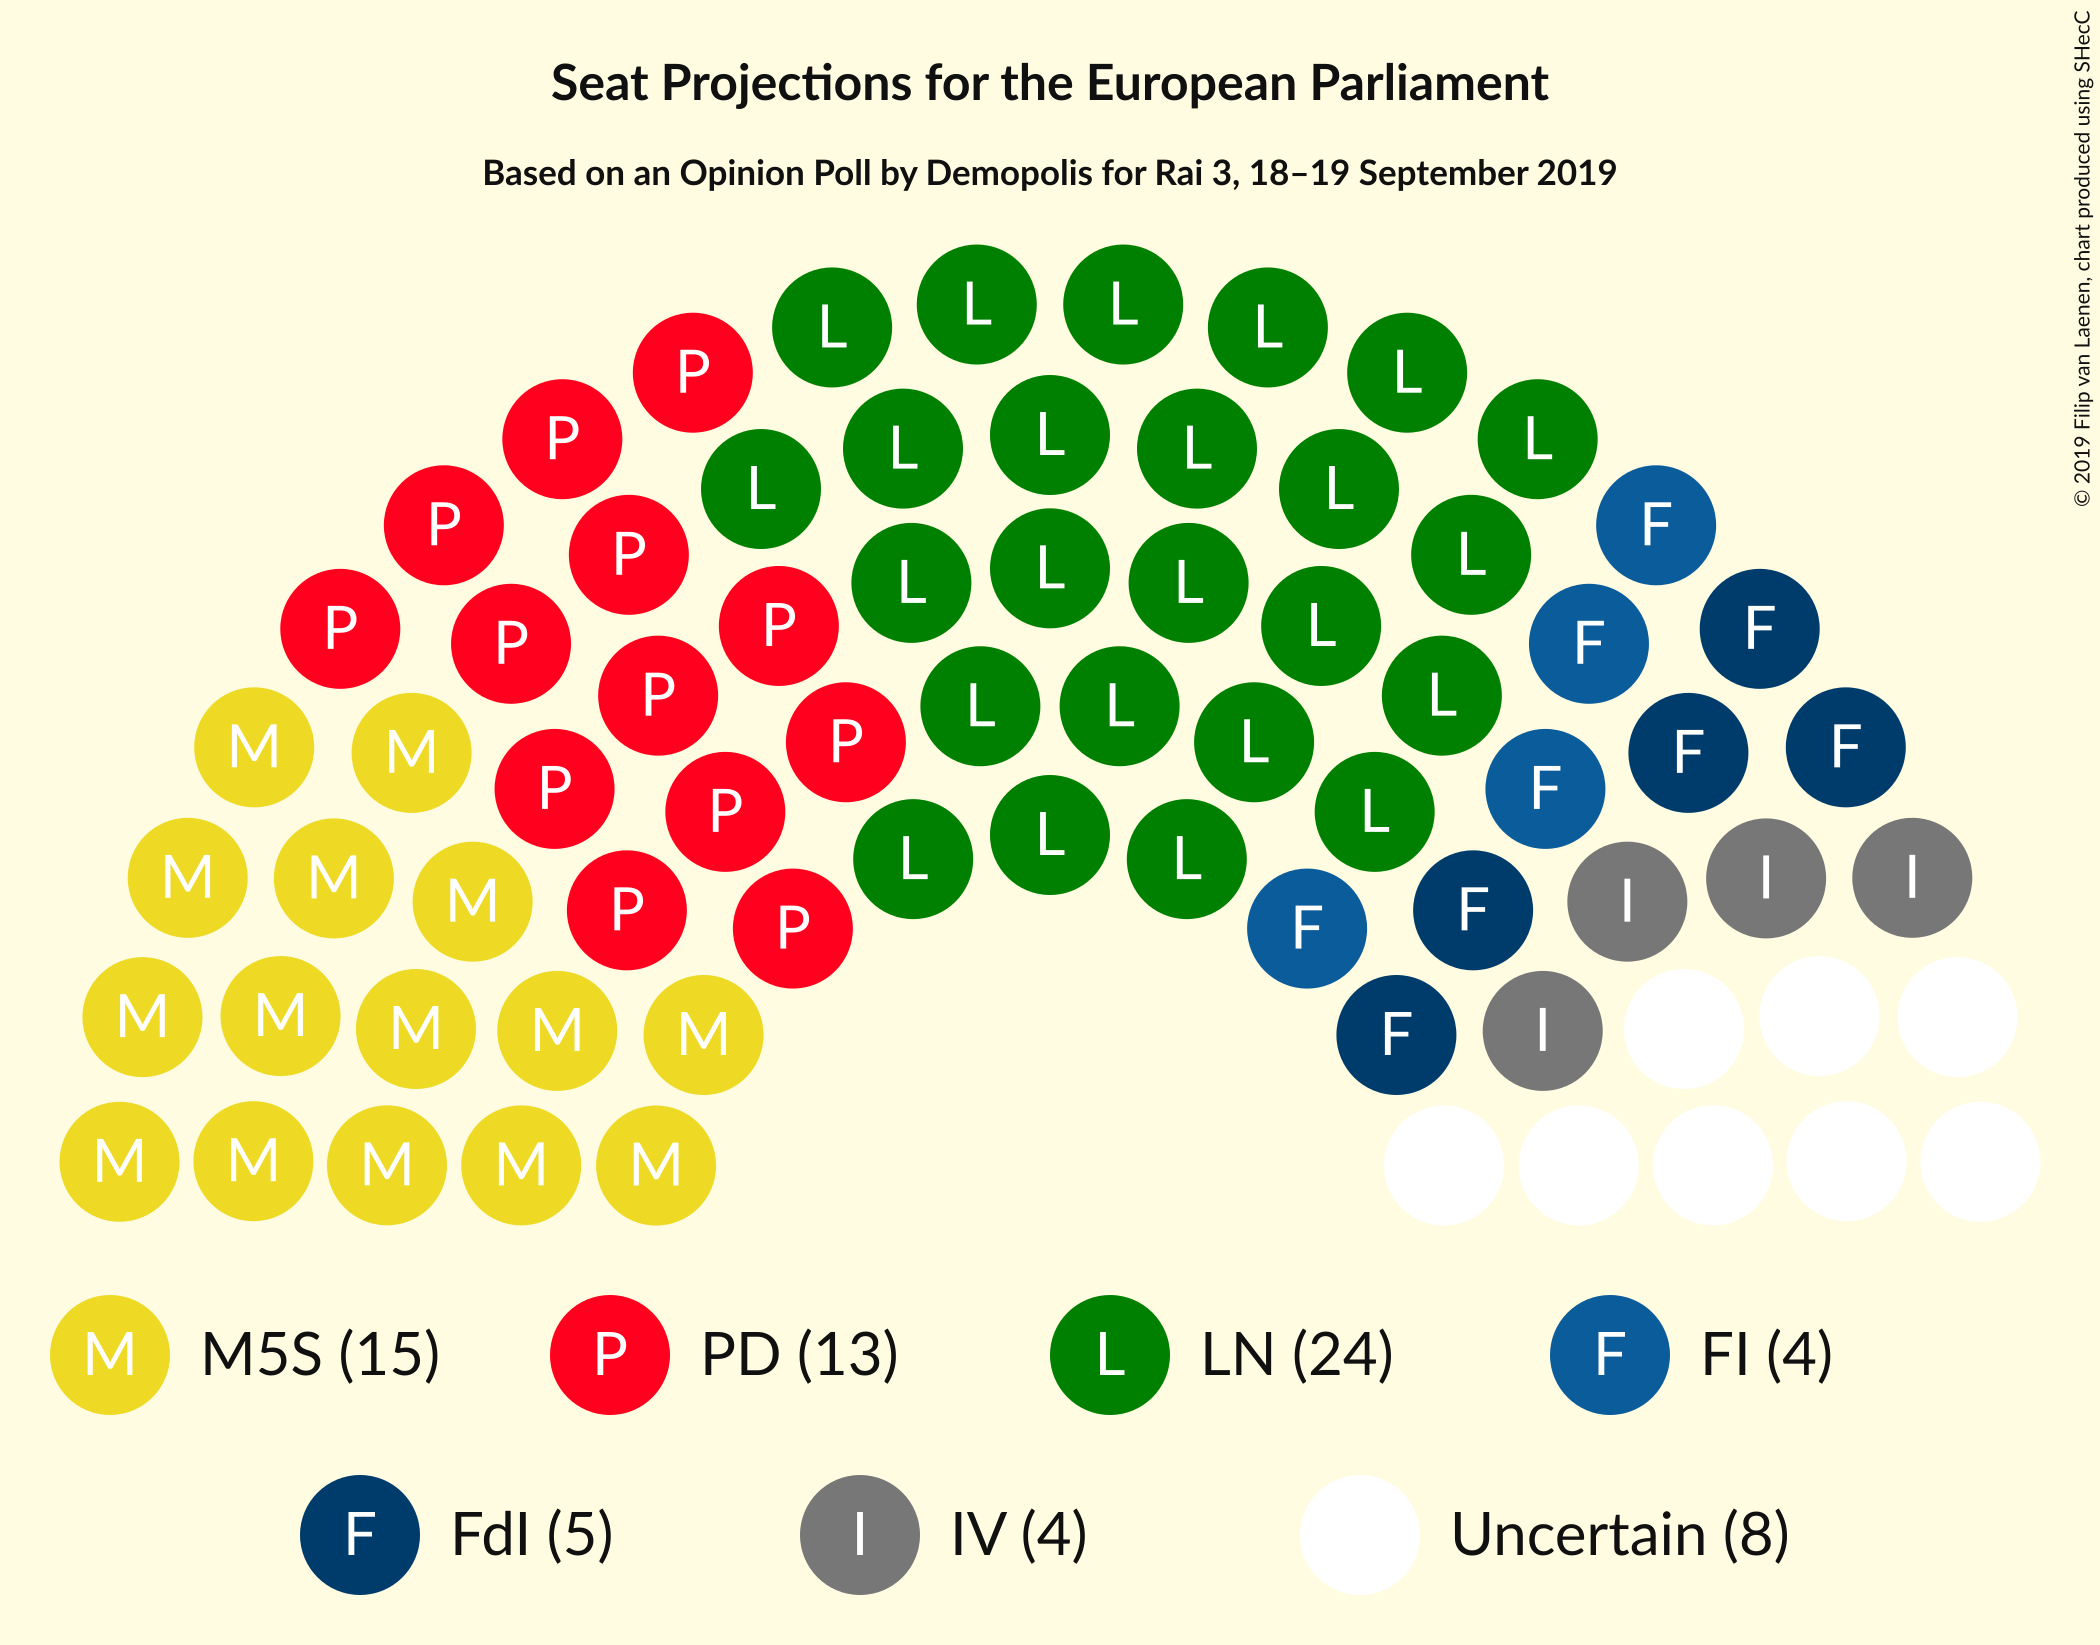 Seat Projections for the European Parliament
Based on an Opinion Poll by Demopolis for Rai 3, 18–19 September 2019
© 2019 Filip van Laenen, chart produced using SHecC
L L L L
P L
P L
L L L
L L
P F
P L
L L L
P F
P L
P F
P L
L L
P L
P L
M M F F
P F
P L
L L L
M M M I I I
P F
P F
M M M M M F I
M M M M M
M M5S (15) P PD (13) L LN (24) F FI (4)
F FdI (5) I IV (4) Uncertain (8)